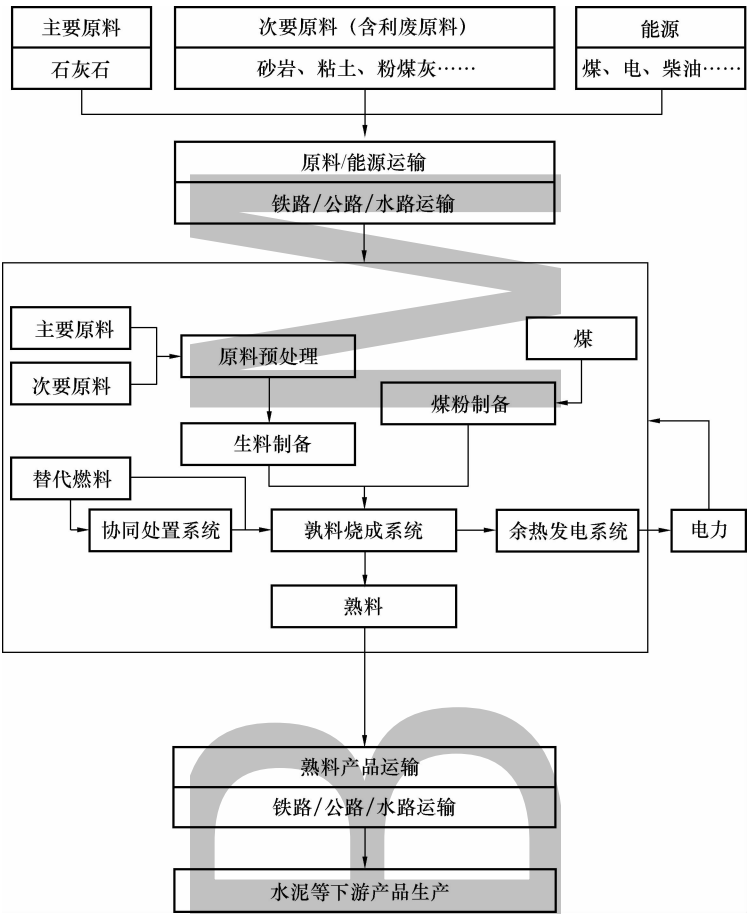 主要原料
石灰石
次要原料（含利废原料）
砂岩、粘土、粉煤灰……
能源
煤、电、柴油……
原料/能源运输
铁路/公路/水路运输
主要原料
次要原料
原料预处理
煤
煤粉制备
生料制备
替代燃料
协同处置系统
孰料烧成系统
余热发电系统
电力
熟料
熟料产品运输
铁路/公路/水路运输
水泥等下游产品生产